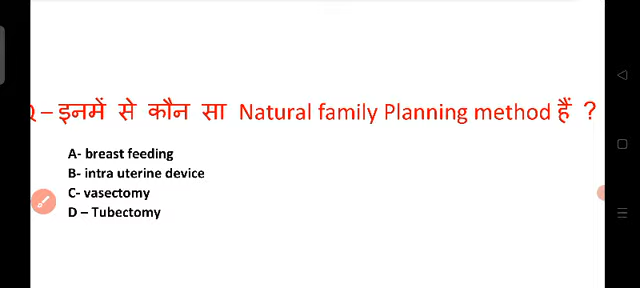 – इनमें से कौन सा Natural family Planning method हैं ?
A- breast feeding
B- intra uterine device
C- vasectomy
D – Tubectomy